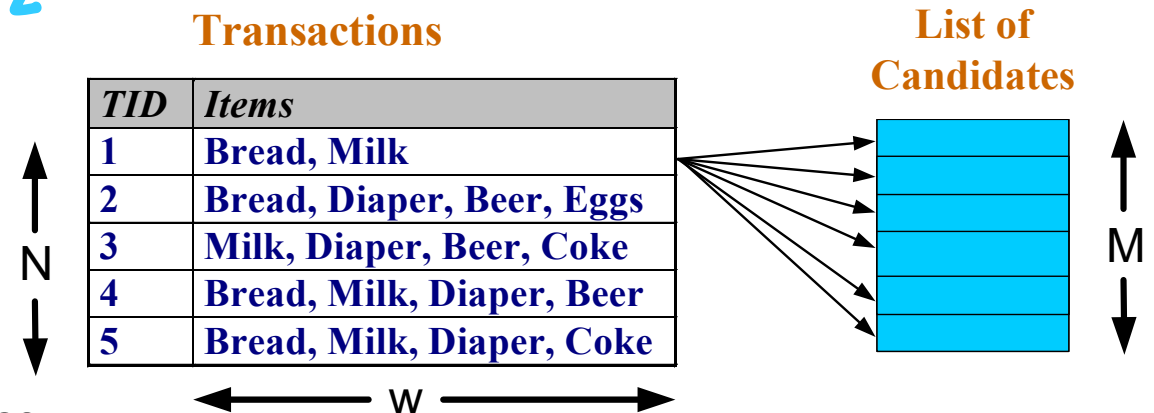 Transactions
List of
Candidates
TID Items
1 Bread, Milk
2 Bread, Diaper, Beer, Eggs
3 Milk, Diaper, Beer, Coke
4 Bread, Milk, Diaper, Beer
5 Bread, Milk, Diaper, Coke
N
M
w